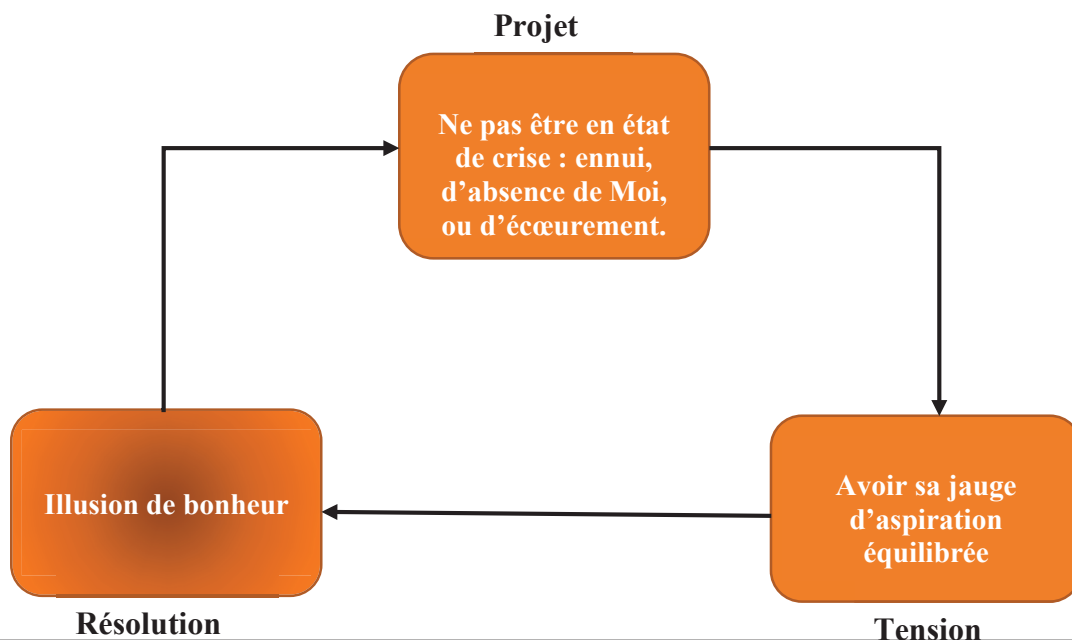 Projet
Ne pas être en état
de crise : ennui,
d’absence de Moi,
ou d’écœurement.
Illusion de bonheur
Avoir sa jauge
d’aspiration
équilibrée
Résolution
Tension